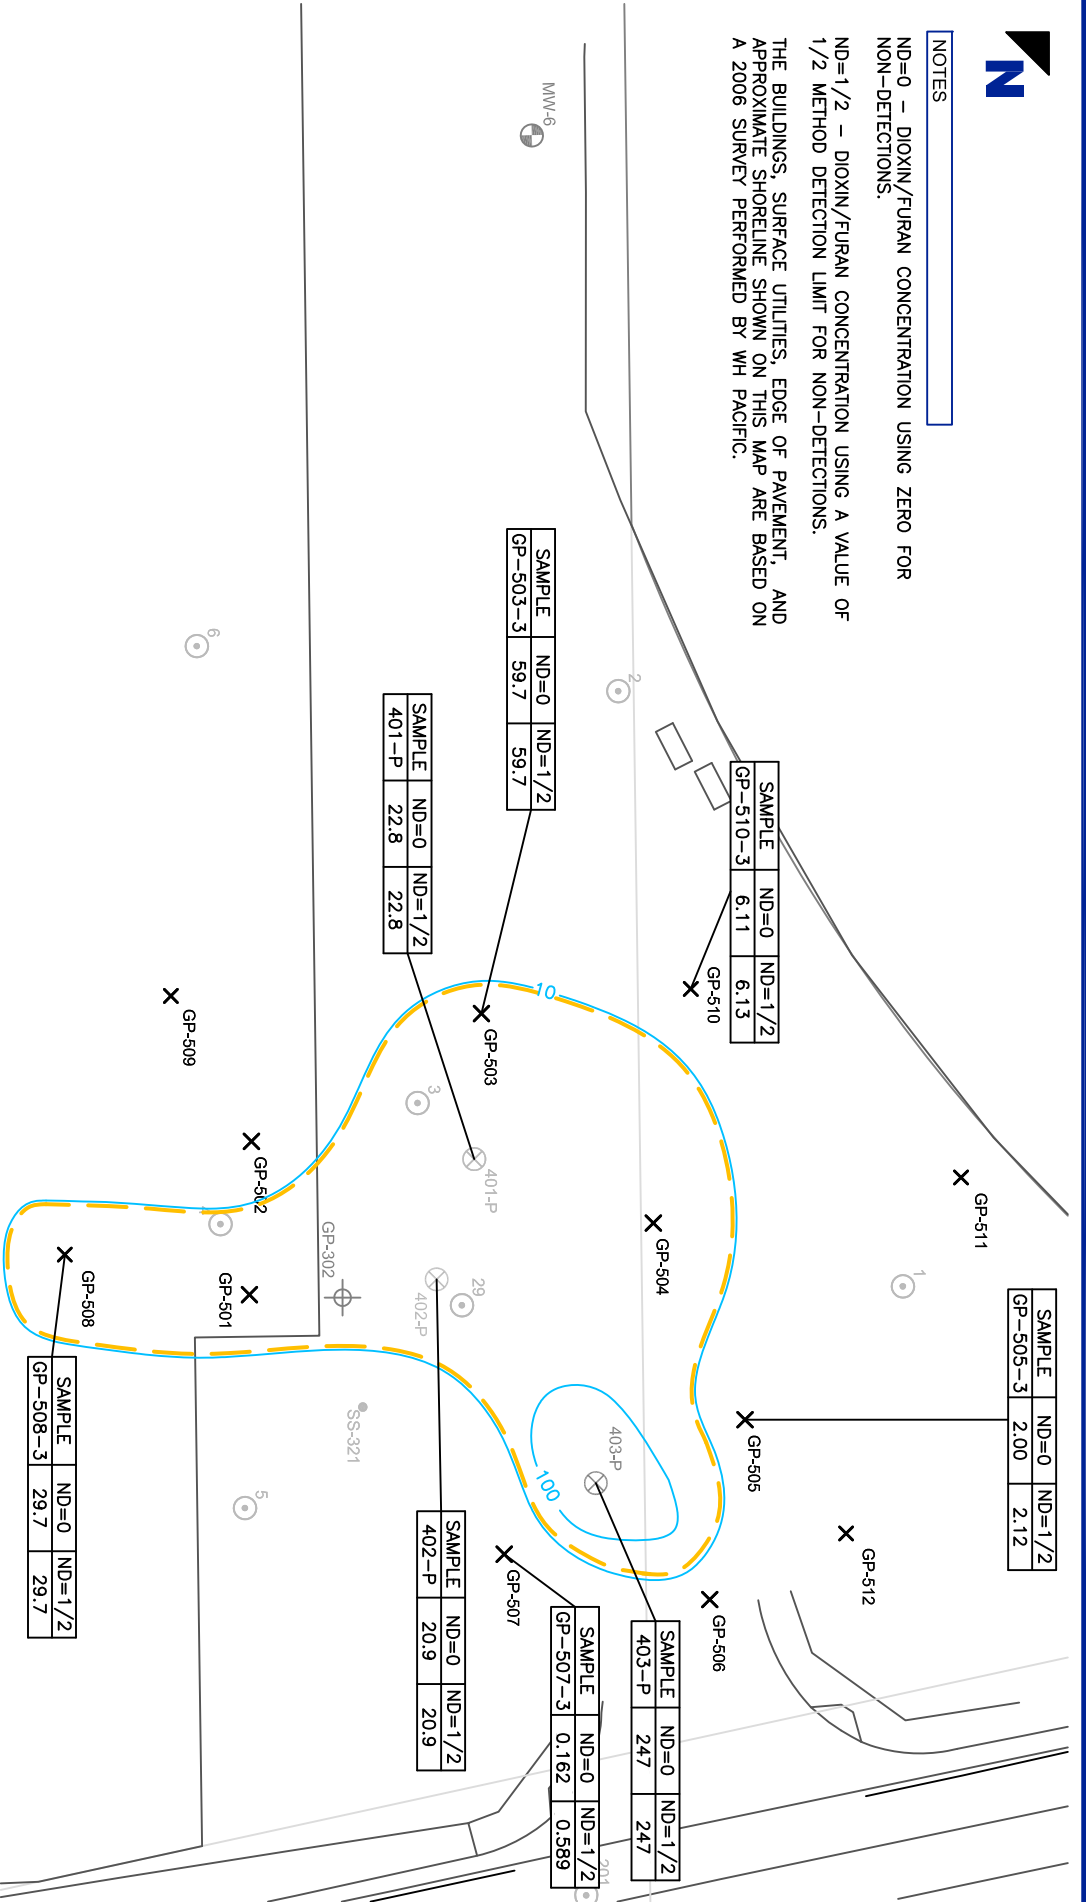 N
NOTES
ND=0 – DIOXIN/FURAN CONCENTRATION USING ZERO FOR
NON–DETECTIONS.
ND=1/2 – DIOXIN/FURAN CONCENTRATION USING A VALUE OF
1/2 METHOD DETECTION LIMIT FOR NON–DETECTIONS.
THE BUILDINGS, SURFACE UTILITIES, EDGE OF PAVEMENT, AND
APPROXIMATE SHORELINE SHOWN ON THIS MAP ARE BASED ON
A 2006 SURVEY PERFORMED BY WH PACIFIC.
MW-6
SAMPLE ND=0 ND=1/2
GP–505–3 2.00 2.12
GP-511
1
GP-512
GP-505
SAMPLE ND=0 ND=1/2
GP–510–3 6.11 6.13
GP-510
GP-506
GP-504
2
SAMPLE ND=0 ND=1/2
403–P 247 247
403-P
100
SAMPLE ND=0 ND=1/2
GP–507–3 0.162 0.589
201
GP-507
10
SAMPLE ND=0 ND=1/2
GP–503–3 59.7 59.7
GP-503
401-P
29
402-P
3
SAMPLE ND=0 ND=1/2
402–P 20.9 20.9
SAMPLE ND=0 ND=1/2
401–P 22.8 22.8
SS-321
GP-302
5
GP-502
GP-501
6
GP-509
GP-508
SAMPLE ND=0 ND=1/2
GP–508–3 29.7 29.7